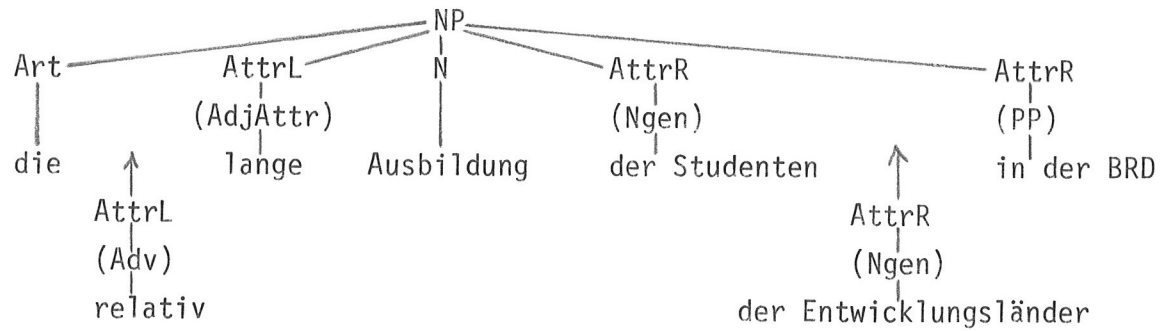 NP
Art AttrL N AttrR AttrR
(AdjAttr) (Ngen) (PP)
die lange Ausbildung der Studenten in der BRD
AttrL AttrR
(Adv) (Ngen)
relativ der Entwicklungsländer